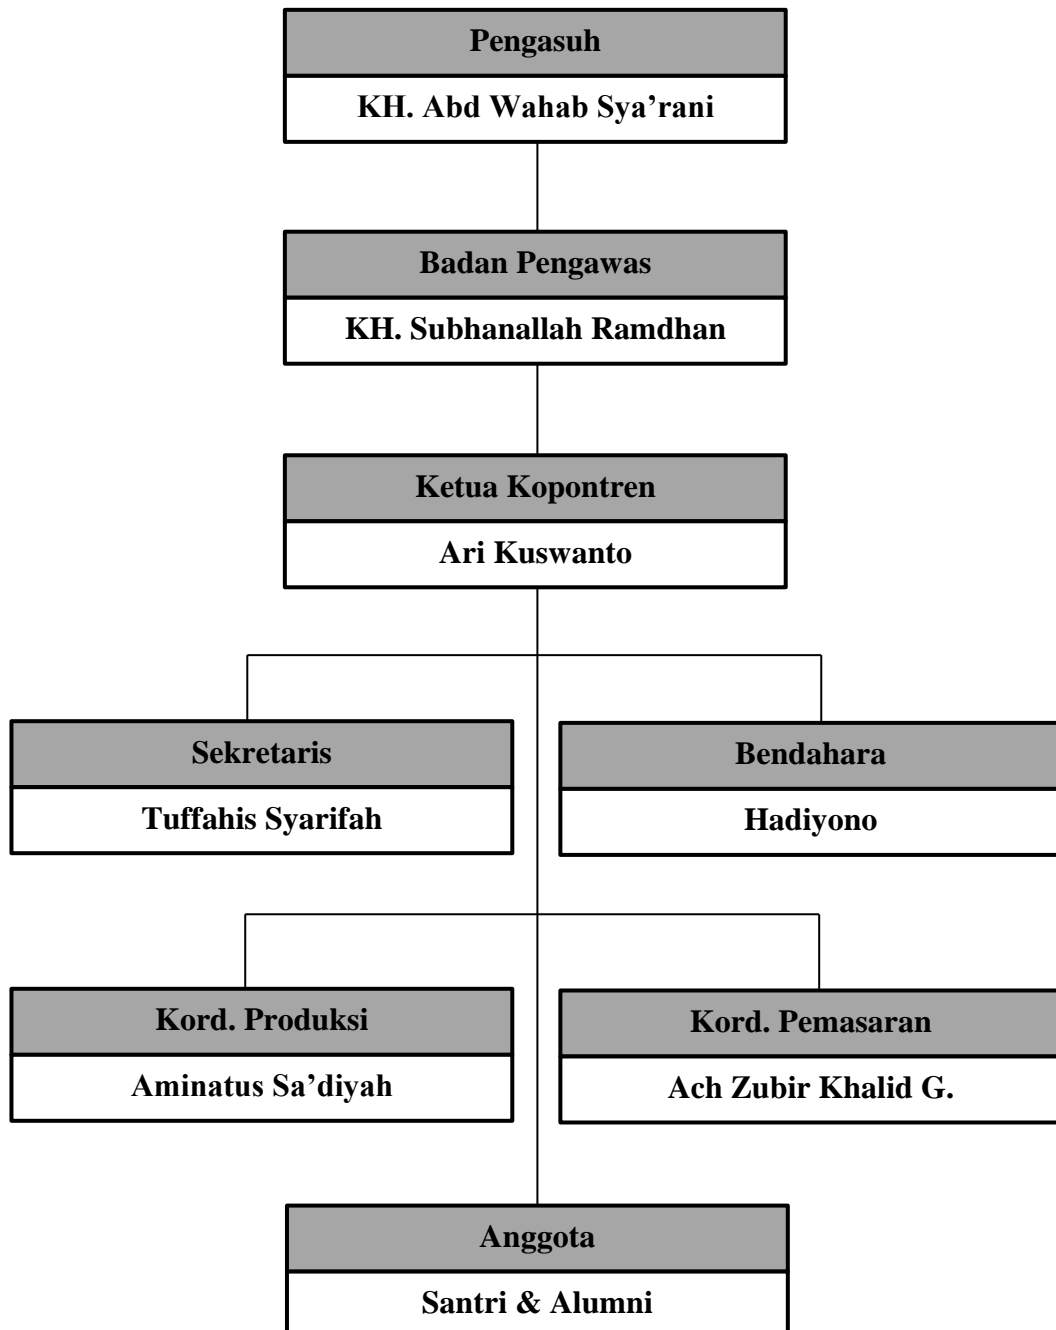 Pengasuh
KH. Abd Wahab Sya’rani
Badan Pengawas
KH. Subhanallah Ramdhan
Ketua Kopontren
Ari Kuswanto
Sekretaris
Tuffahis Syarifah
Bendahara
Hadiyono
Kord. Produksi
Aminatus Sa’diyah
Kord. Pemasaran
Ach Zubir Khalid G.
Anggota
Santri & Alumni